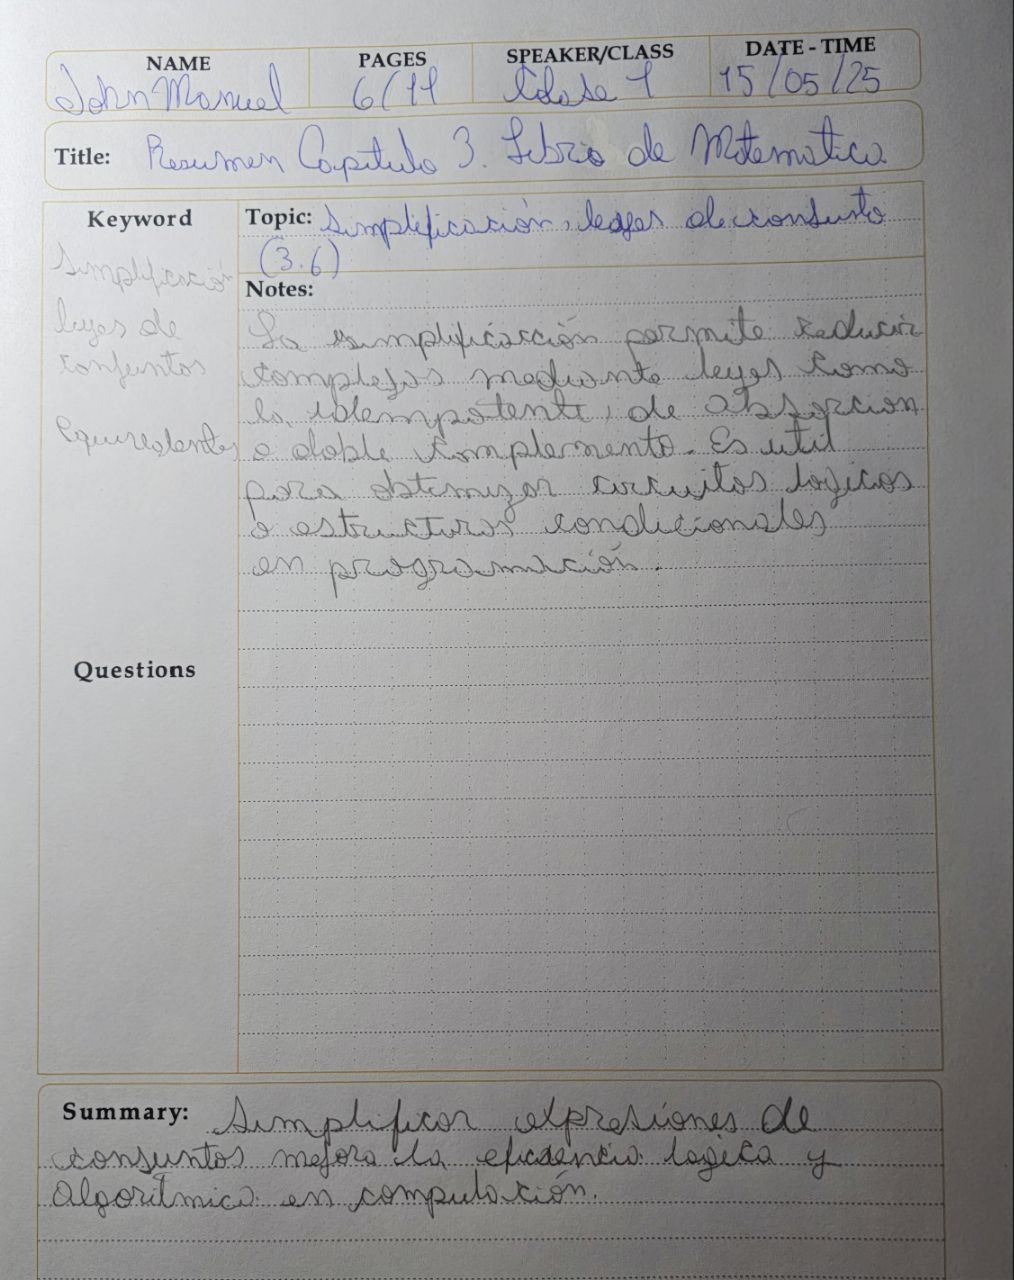 NAME PAGES SPEAKER/CLASS DATE - TIME
John Manuel 6/11 Clase 1 15/05/25
Title: Resumen Capitulo 3. Libro de Matematica
Keyword
Simplificación
leyes de
conjuntos
Equivalentes
Topic: Simplificación, leyes de conjunto
(3.6)
Notes:
La simplificación permite reducir
complejas mediante leyes como
la idempotente, de absorcion
o doble complemento. Es util
para obtimizar circuitos logicos
o estructuras condicionales
en programación.
Questions
Summary: Simplificar expresiones de
conjuntos mejora la eficiencia logica y
algorítmica en computación.